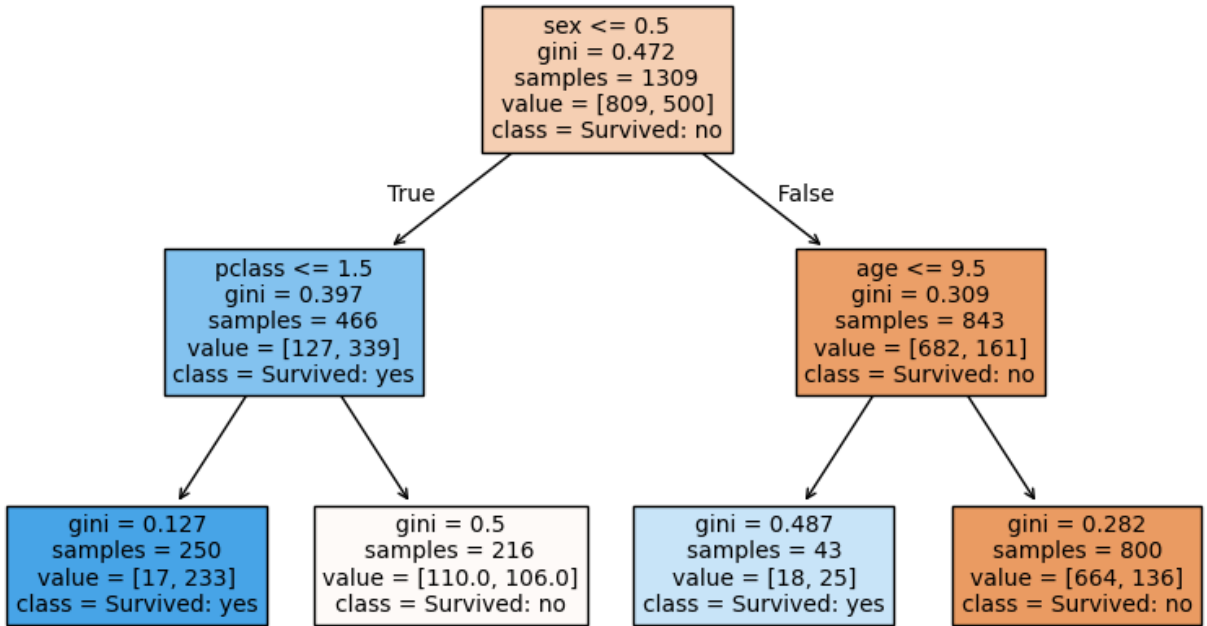 sex <= 0.5
gini = 0.472
samples = 1309
value = [809, 500]
class = Survived: no
True
False
pclass <= 1.5
gini = 0.397
samples = 466
value = [127, 339]
class = Survived: yes
age <= 9.5
gini = 0.309
samples = 843
value = [682, 161]
class = Survived: no
gini = 0.127
samples = 250
value = [17, 233]
class = Survived: yes
gini = 0.5
samples = 216
value = [110.0, 106.0]
class = Survived: no
gini = 0.487
samples = 43
value = [18, 25]
class = Survived: yes
gini = 0.282
samples = 800
value = [664, 136]
class = Survived: no